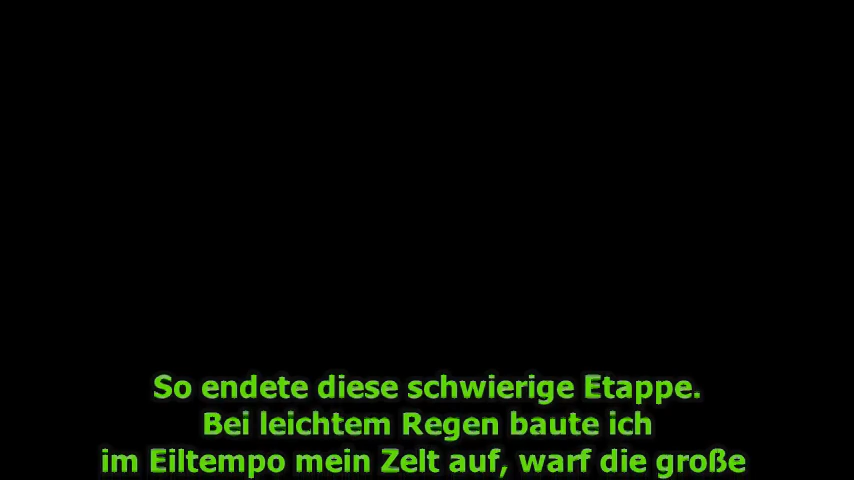 So endete diese schwierige Etappe.
Bei leichtem Regen baute ich
im Eiltempo mein Zelt auf, warf die große